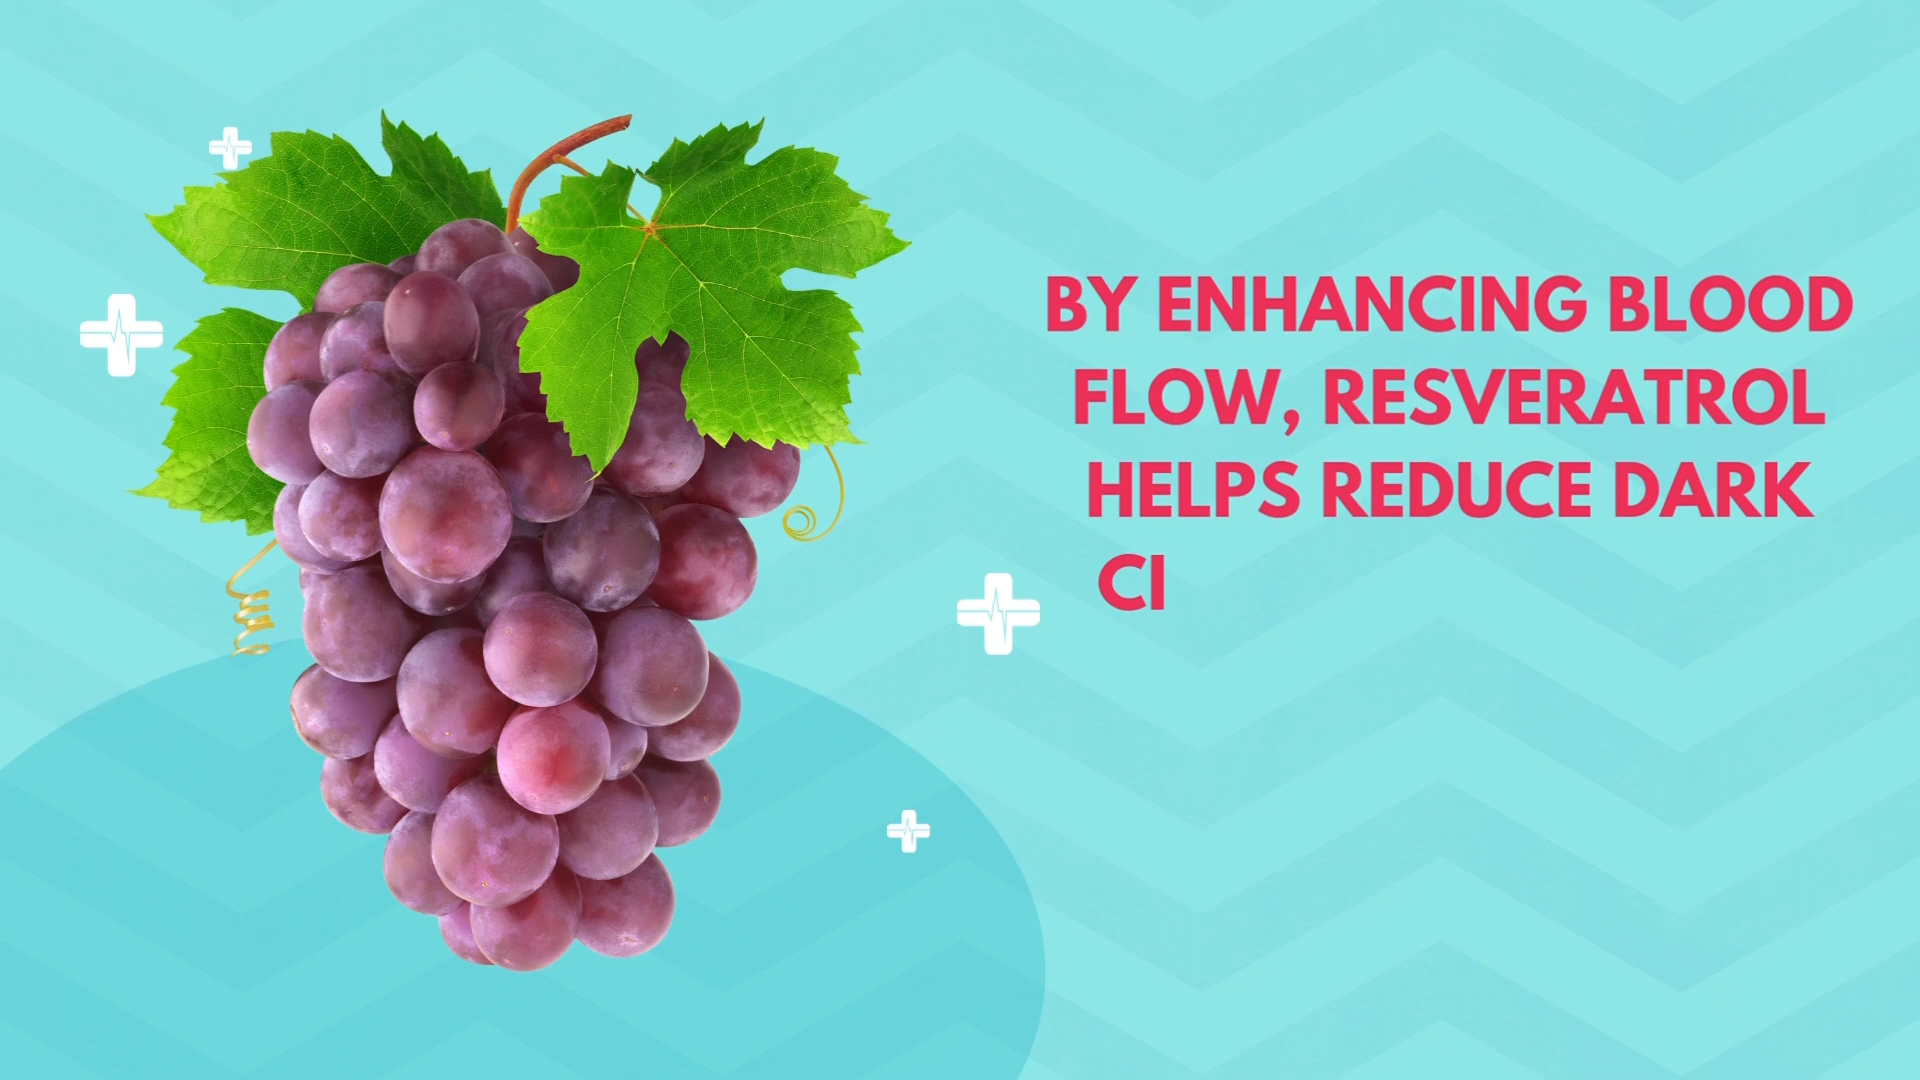 BY ENHANCING BLOOD
FLOW, RESVERATROL
HELPS REDUCE DARK
CI